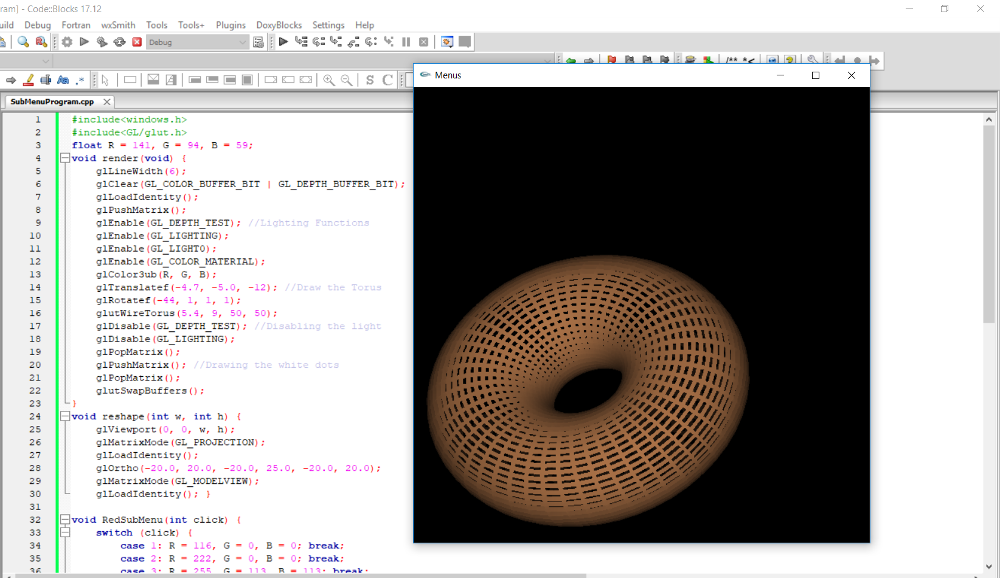 ram] - Code::Blocks 17.12
uild Debug Fortran wxSmith Tools Tools+ Plugins DoxyBlocks Settings Help
Debug
/** *<
Aa .* S C
Menus
SubMenuProgram.cpp
1 #include<windows.h>
2 #include<GL/glut.h>
3 float R = 141, G = 94, B = 59;
4 void render(void) {
5 glLineWidth(6);
6 glClear(GL_COLOR_BUFFER_BIT | GL_DEPTH_BUFFER_BIT);
7 glLoadIdentity();
8 glPushMatrix();
9 glEnable(GL_DEPTH_TEST); //Lighting Functions
10 glEnable(GL_LIGHTING);
11 glEnable(GL_LIGHT0);
12 glEnable(GL_COLOR_MATERIAL);
13 glColor3ub(R, G, B);
14 glTranslatef(-4.7, -5.0, -12); //Draw the Torus
15 glRotatef(-44, 1, 1, 1);
16 glutWireTorus(5.4, 9, 50, 50);
17 glDisable(GL_DEPTH_TEST); //Disabling the light
18 glDisable(GL_LIGHTING);
19 glPopMatrix();
20 glPushMatrix(); //Drawing the white dots
21 glPopMatrix();
22 glutSwapBuffers();
23 }
24 void reshape(int w, int h) {
25 glViewport(0, 0, w, h);
26 glMatrixMode(GL_PROJECTION);
27 glLoadIdentity();
28 glOrtho(-20.0, 20.0, -20.0, 25.0, -20.0, 20.0);
29 glMatrixMode(GL_MODELVIEW);
30 glLoadIdentity(); }
31
32 void RedSubMenu(int click) {
33 switch (click) {
34 case 1: R = 116, G = 0, B = 0; break;
35 case 2: R = 222, G = 0, B = 0; break;
36 case 3: R = 255, G = 113, B = 113; break;